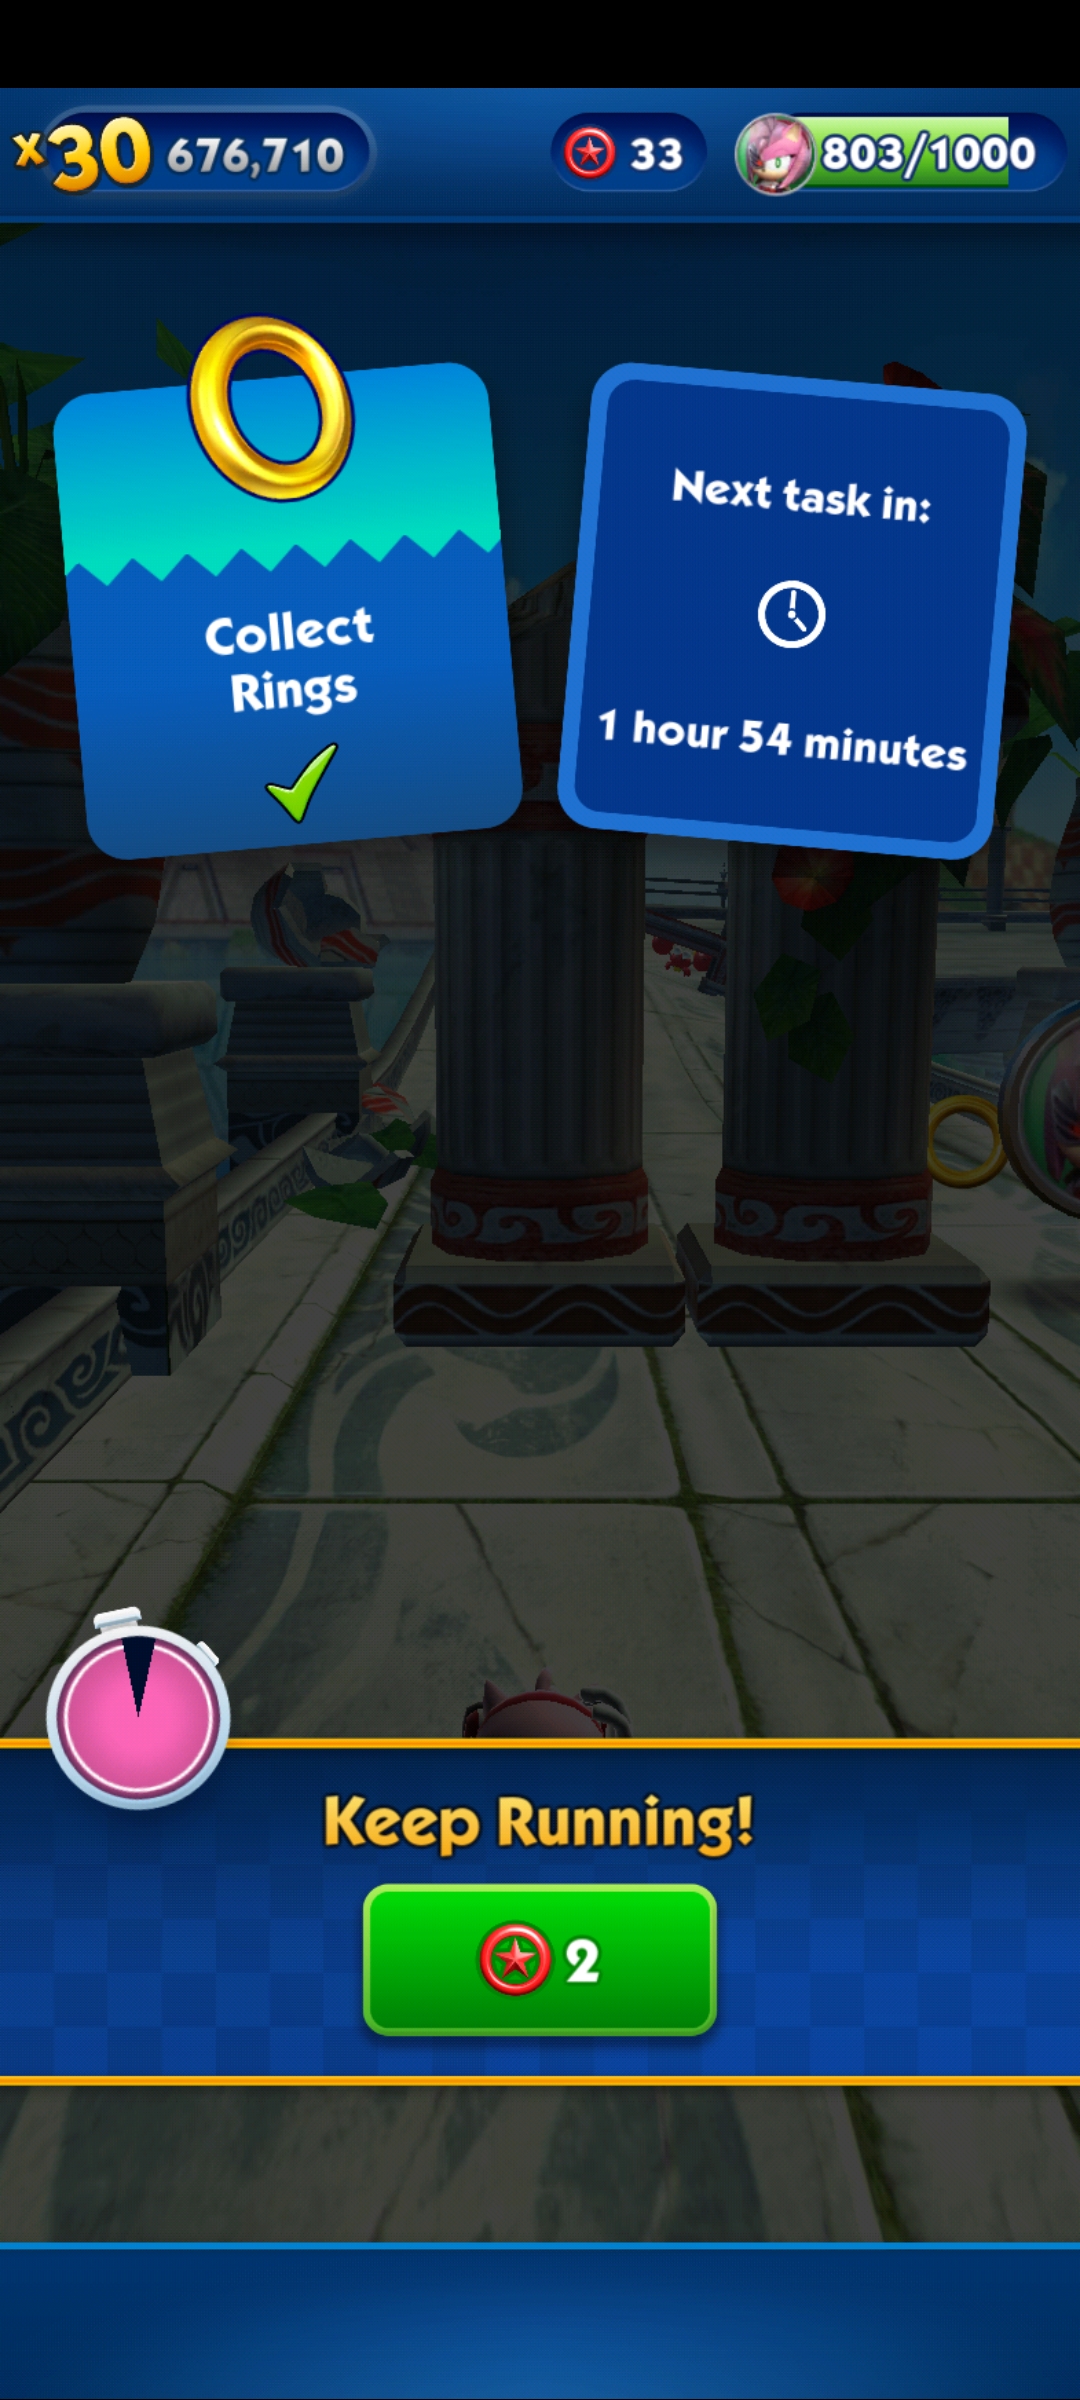 x30 676,710 33 803/1000
Collect
Rings
Next task in:
1 hour 54 minutes
Keep Running!
2